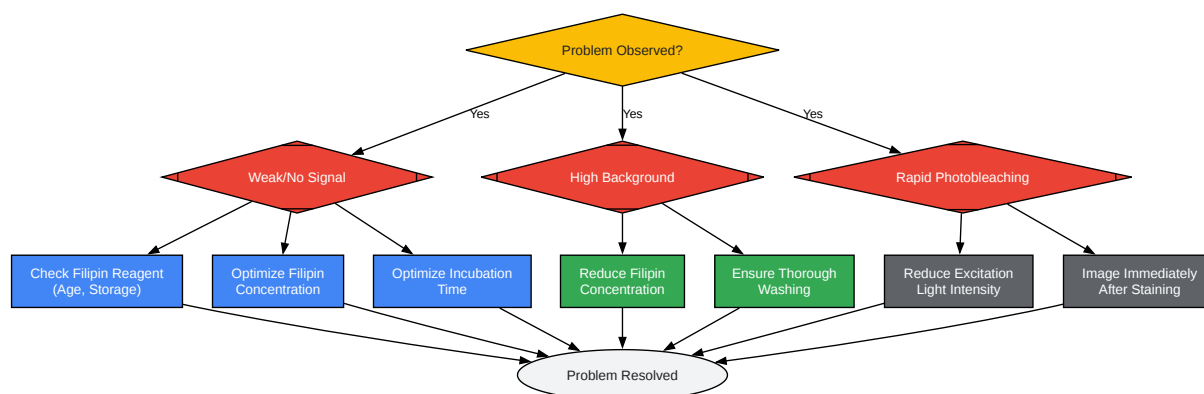 Problem Observed?
Yes
Yes
Yes
Weak/No Signal
High Background
Rapid Photobleaching
Check Filipin Reagent
(Age, Storage)
Optimize Filipin
Concentration
Optimize Incubation
Time
Reduce Filipin
Concentration
Ensure Thorough
Washing
Reduce Excitation
Light Intensity
Image Immediately
After Staining
Problem Resolved